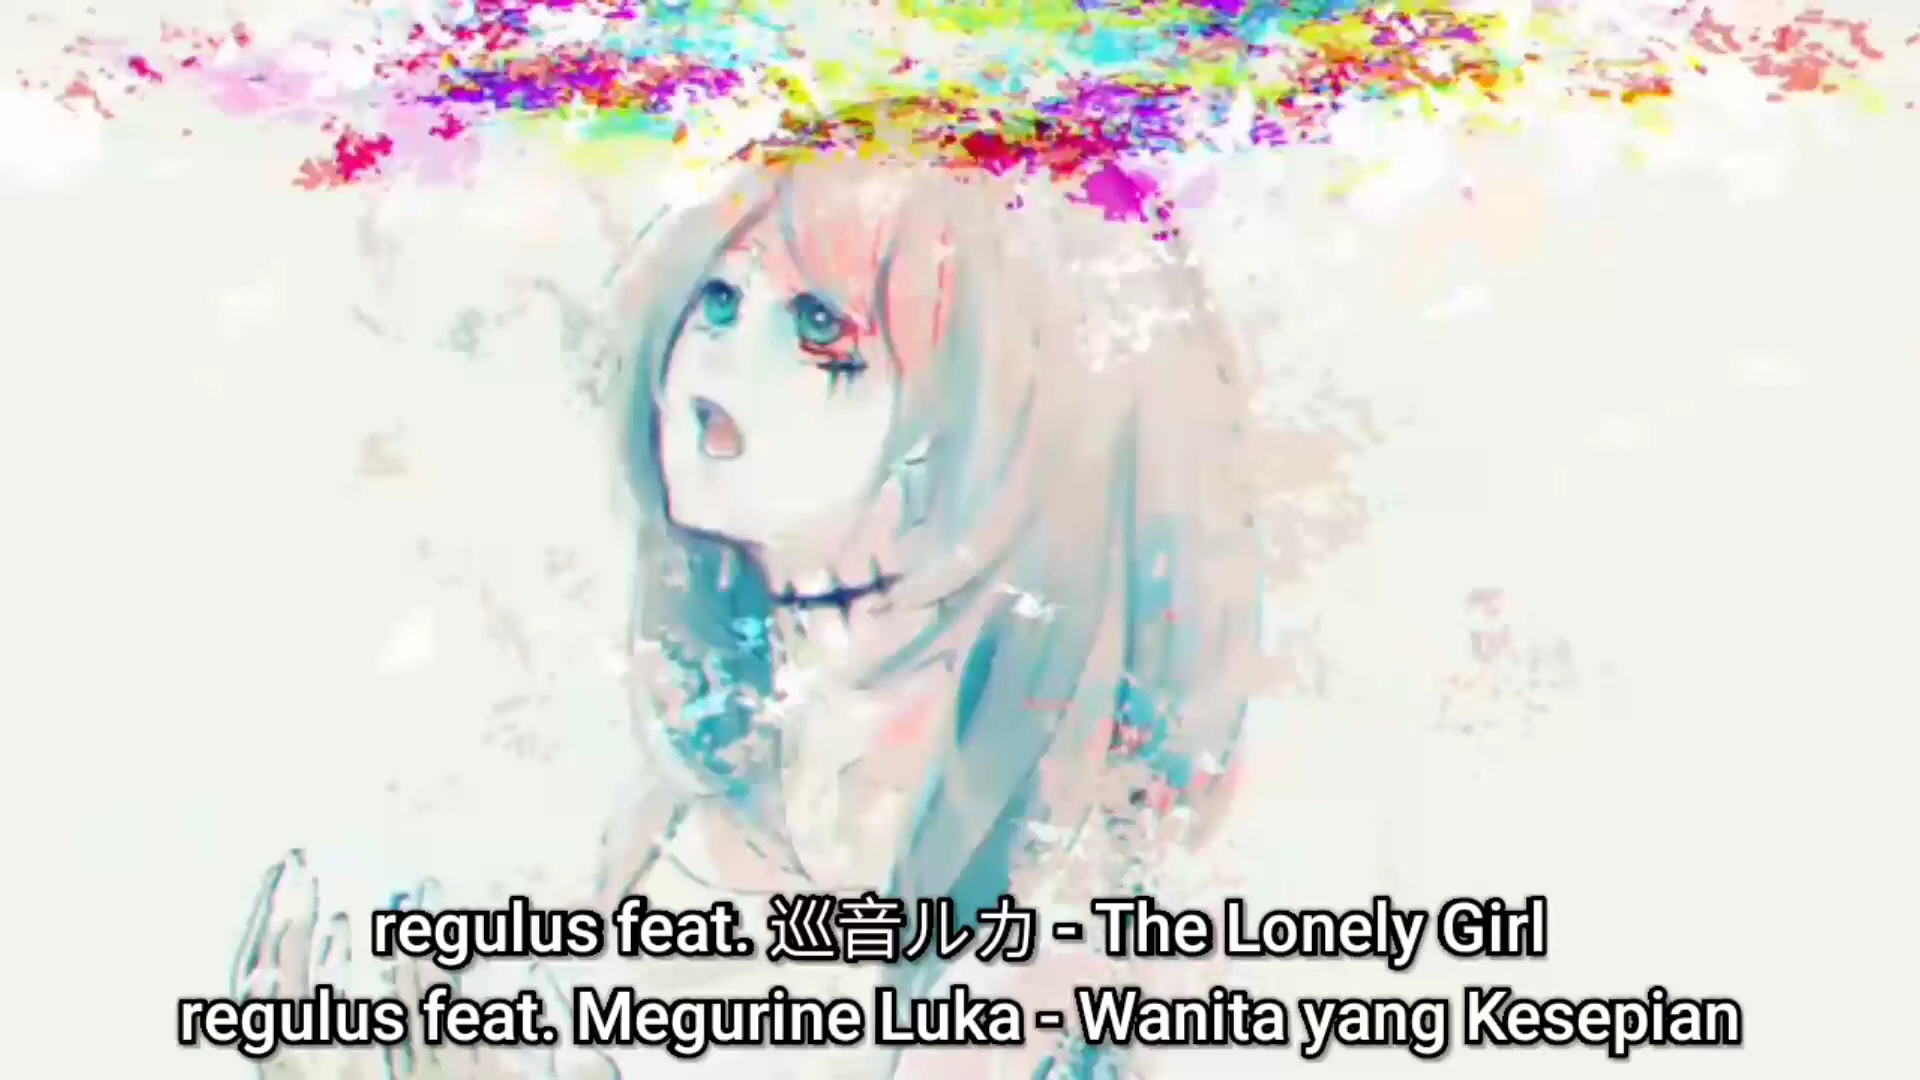 regulus feat. 巡音ルカ - The Lonely Girl
regulus feat. Megurine Luka - Wanita yang Kesepian